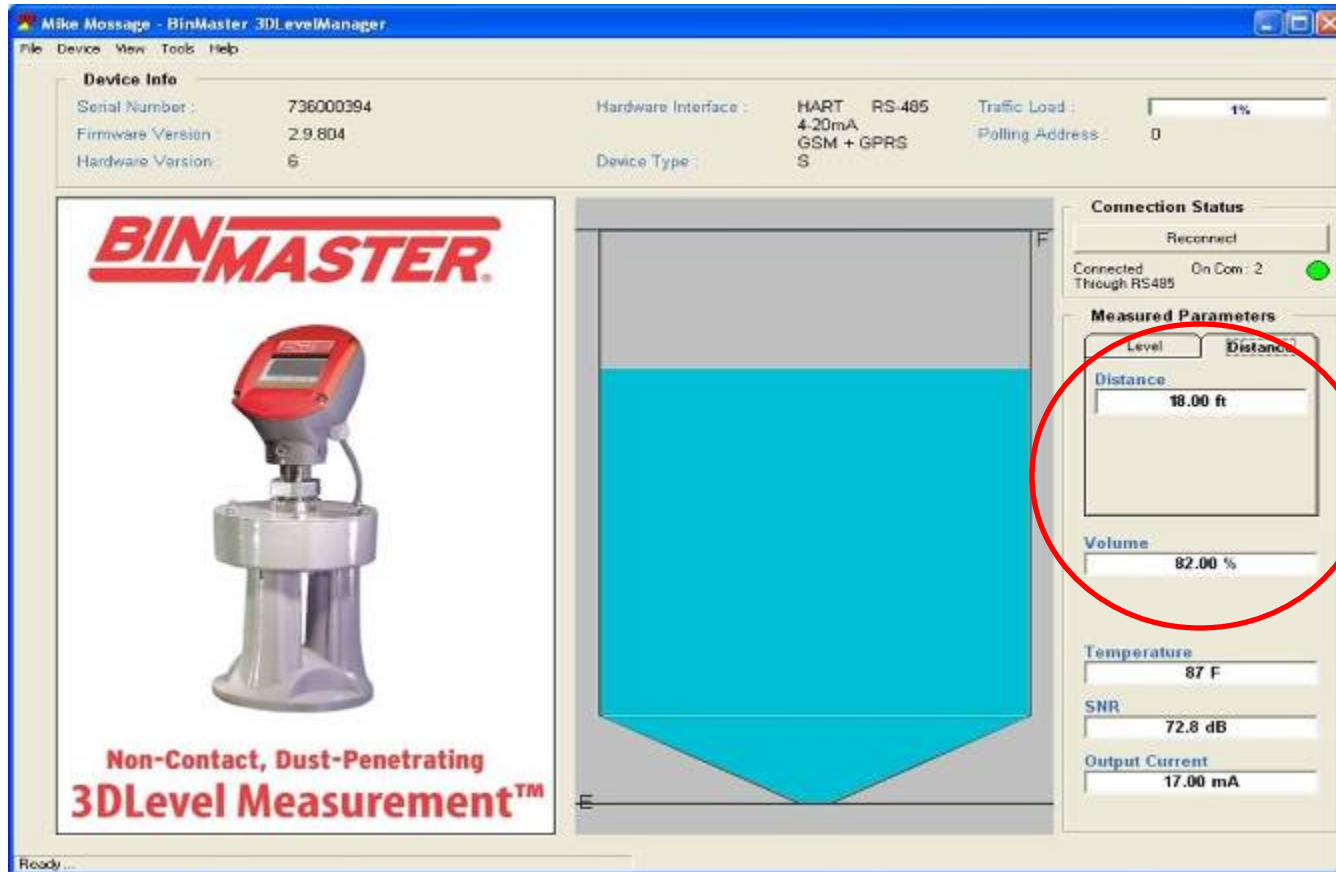 Mike Mossage - BinMaster 3DLevelManager
File Device View Tools Help
Device Info
Serial Number : 736000394
Firmware Version : 2.9.804
Hardware Version : 6
Hardware Interface : HART RS-485
4-20mA
GSM + GPRS
Device Type : S
Traffic Load : 1%
Polling Address : 0
BINMASTER.
Non-Contact, Dust-Penetrating
3DLevel Measurement™
F
E
Connection Status
Reconnect
Connected Through RS485
On Com : 2
Measured Parameters
Level Distance
Distance
18.00 ft
Volume
82.00 %
Temperature
87 F
SNR
72.8 dB
Output Current
17.00 mA
Ready ...